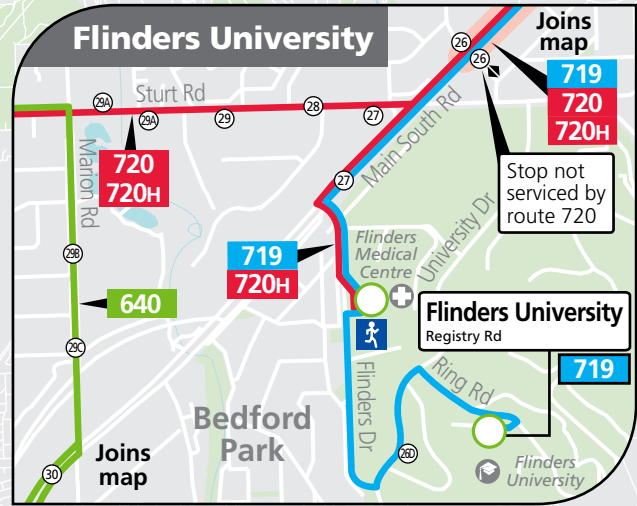 Flinders University
Joins
map
26
26
719
720
720H
29A
Sturt Rd
29A
29
28
27
Main South Rd
Stop not
serviced by
route 720
720
720H
Marion Rd
27
University Dr
Flinders
Medical
Centre
719
720H
29B
640
29C
Flinders University
Registry Rd
719
Flinders Dr
Ring Rd
Bedford
Park
26D
Joins
map
30
Flinders
University